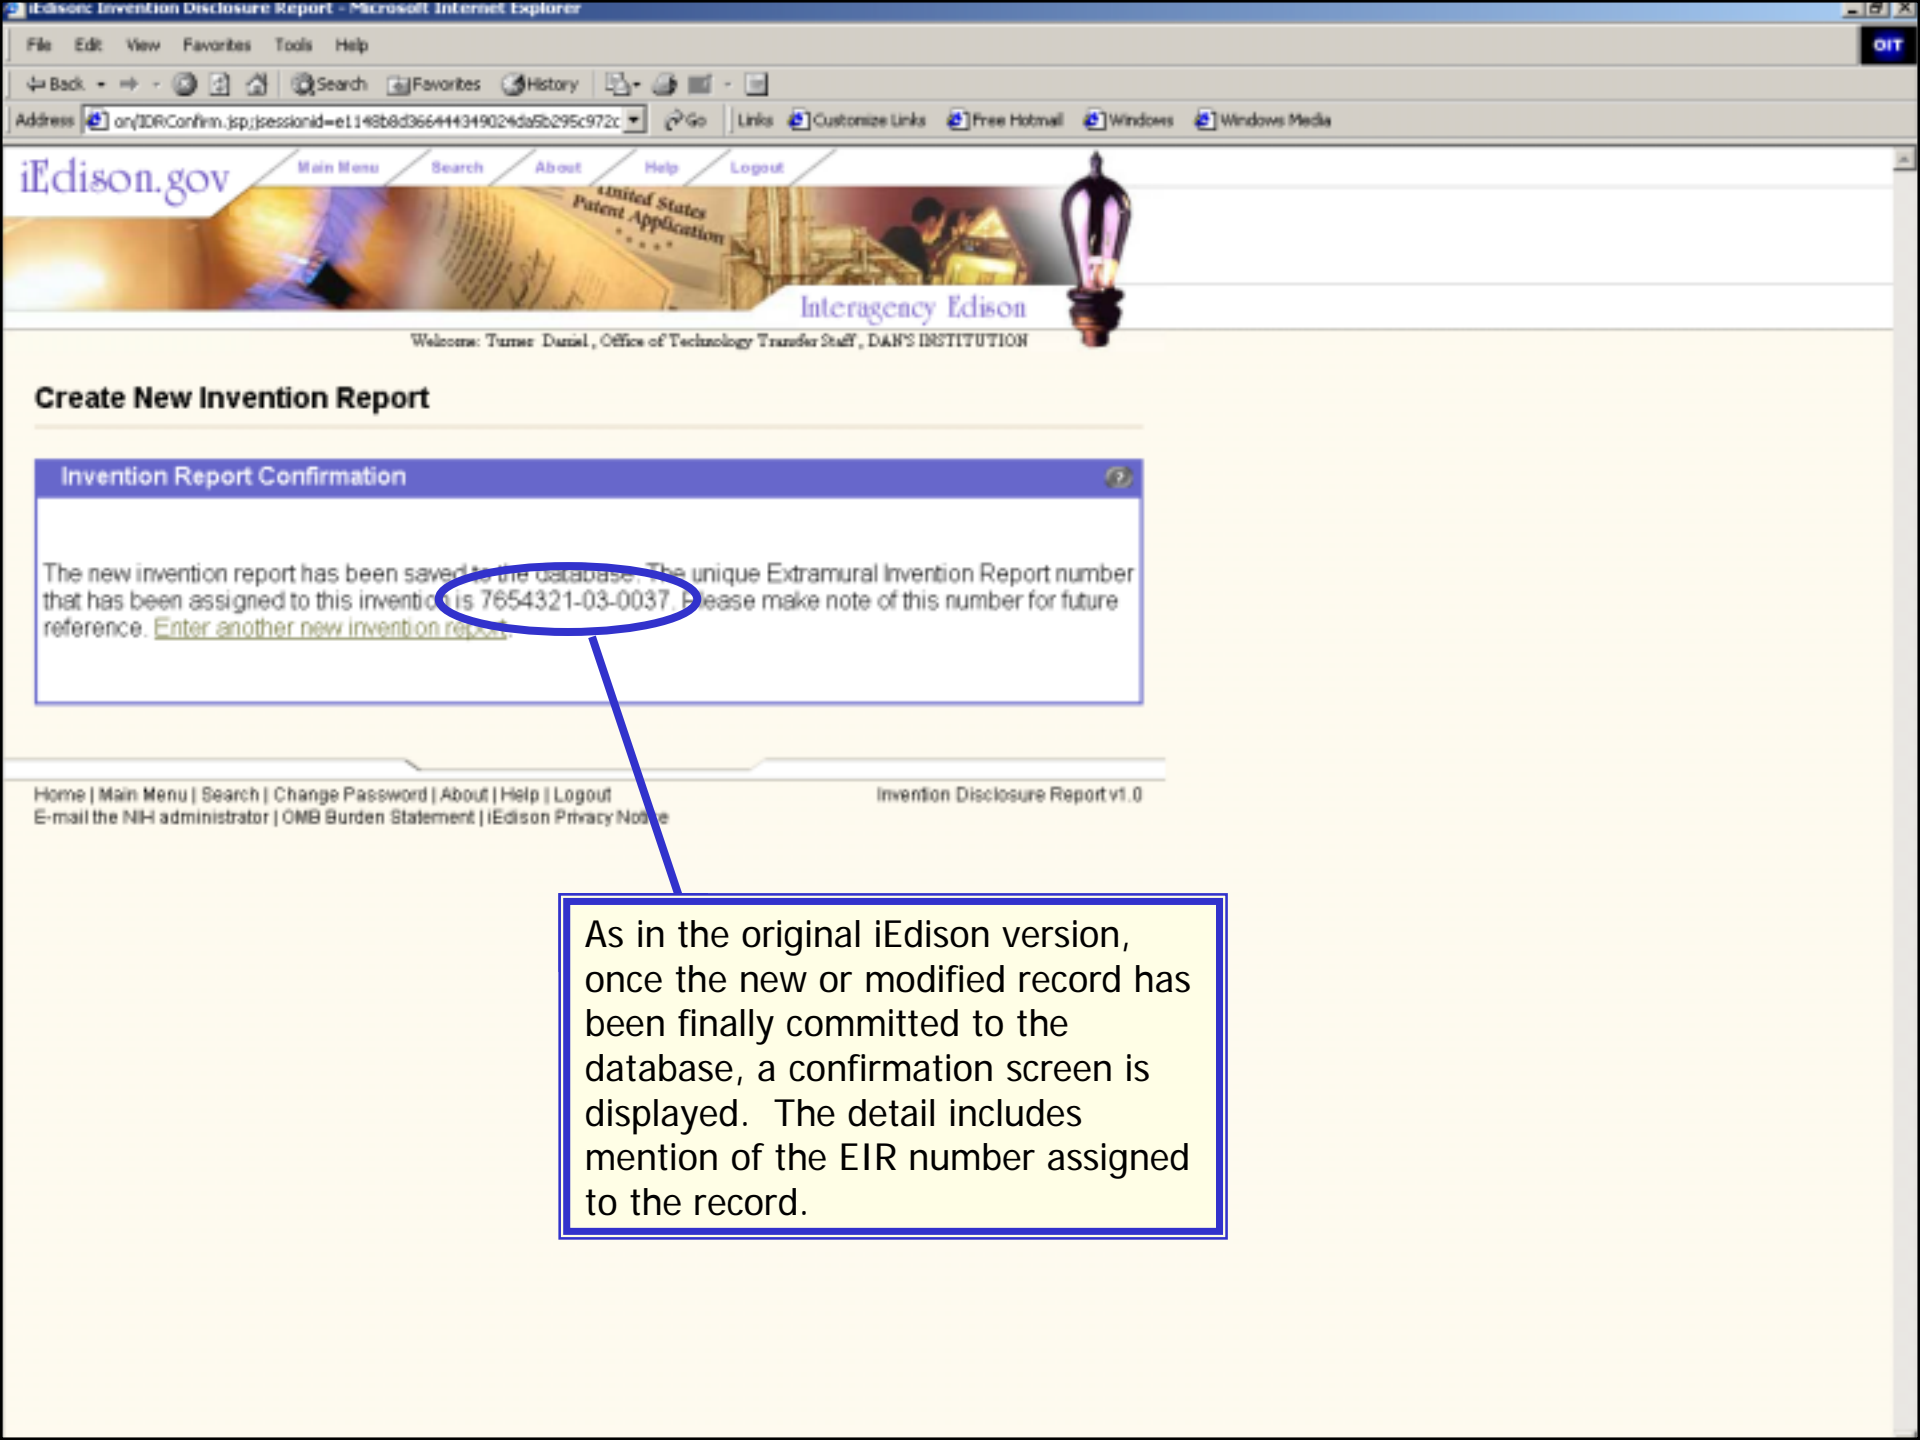 iEdison: Invention Disclosure Report - Microsoft Internet Explorer
File Edit View Favorites Tools Help
OIT
Back Search Favorites History
Address on/IDRConfirm.jsp;jsessionid=e1148b8d366444349024da5b295c972c Go Links Customize Links Free Hotmail Windows Windows Media
iEdison.gov Main Menu Search About Help Logout
United States
Patent Application
Interagency Edison
Welcome: Turner Daniel, Office of Technology Transfer Staff, DAN'S INSTITUTION
Create New Invention Report
Invention Report Confirmation ?
The new invention report has been saved to the database. The unique Extramural Invention Report number
that has been assigned to this invention is 7654321-03-0037. Please make note of this number for future
reference. Enter another new invention report.
Home | Main Menu | Search | Change Password | About | Help | Logout Invention Disclosure Report v1.0
E-mail the NIH administrator | OMB Burden Statement | iEdison Privacy Notice
As in the original iEdison version,
once the new or modified record has
been finally committed to the
database, a confirmation screen is
displayed.  The detail includes
mention of the EIR number assigned
to the record.